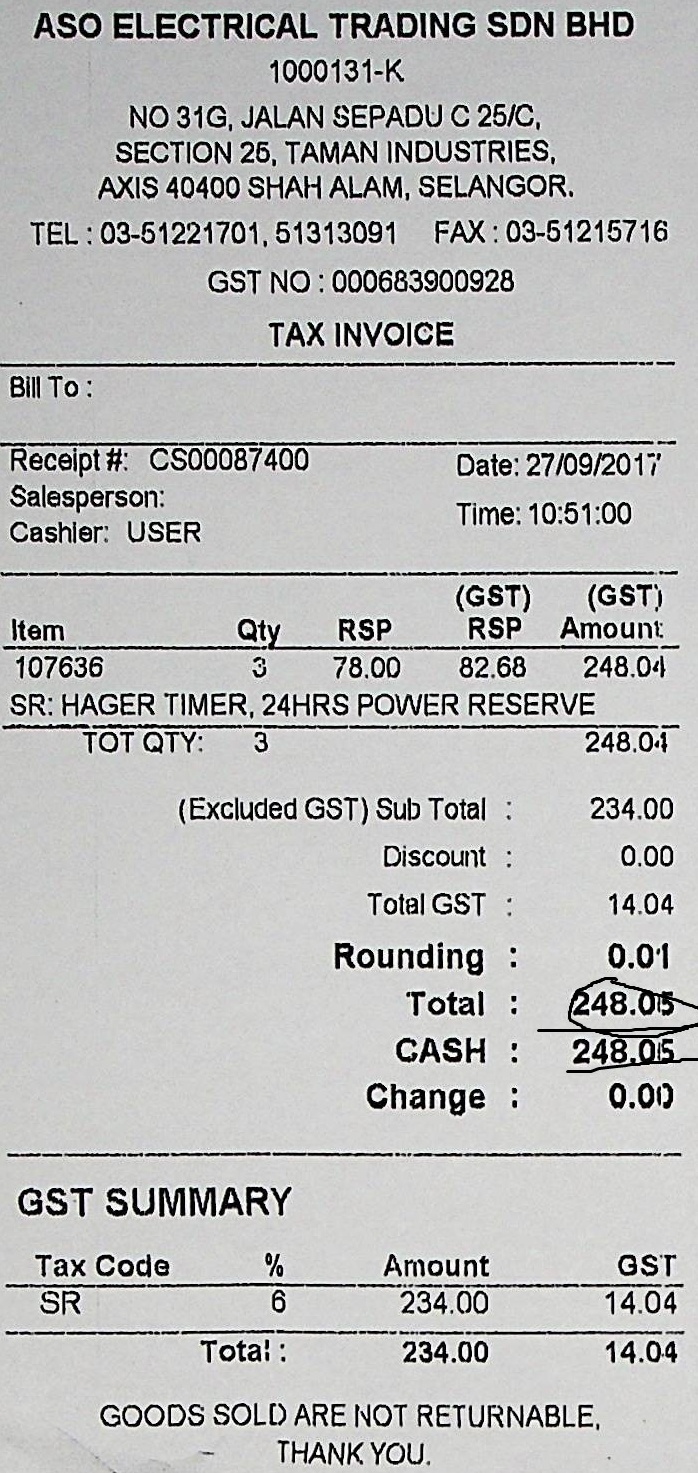 ASO ELECTRICAL TRADING SDN BHD
1000131-K
NO 31G, JALAN SEPADU C 25/C,
SECTION 25, TAMAN INDUSTRIES,
AXIS 40400 SHAH ALAM, SELANGOR.
TEL : 03-51221701, 51313091 FAX : 03-51215716
GST NO : 000683900928
TAX INVOICE
Bill To :
Receipt #: CS00087400 Date: 27/09/2017
Salesperson:
Time: 10:51:00
Cashier: USER
(GST) (GST)
Item Qty RSP RSP Amount
107636 3 78.00 82.68 248.04
SR: HAGER TIMER, 24HRS POWER RESERVE
TOT QTY: 3 248.04
(Excluded GST) Sub Total : 234.00
Discount : 0.00
Total GST : 14.04
Rounding : 0.01
Total : 248.05
CASH : 248.05
Change : 0.00
GST SUMMARY
Tax Code % Amount GST
SR 6 234.00 14.04
Total : 234.00 14.04
GOODS SOLD ARE NOT RETURNABLE,
THANK YOU.